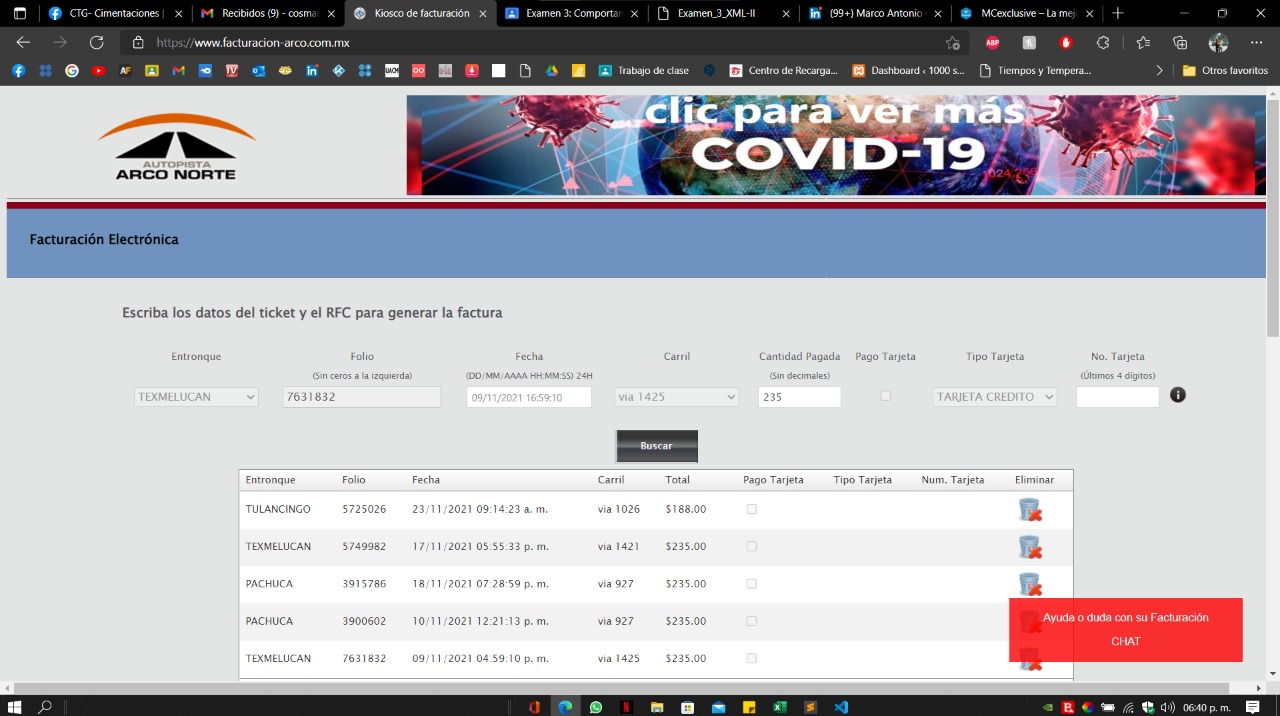 CTG- Cimentaciones |
Recibidos (9) - cosmar
Kiosco de facturación
Examen 3: Comportar
Examen_3_XML-II
(99+) Marco Antonio
MCexclusive – La mej
https://www.facturacion-arco.com.mx
Trabajo de clase
Centro de Recarga...
Dashboard ‹ 1000 s...
Tiempos y Tempera...
Otros favoritos
AUTOPISTA
ARCO NORTE
clic para ver más
COVID-19
Facturación Electrónica
Escriba los datos del ticket y el RFC para generar la factura
Entronque Folio Fecha Carril Cantidad Pagada Pago Tarjeta Tipo Tarjeta No. Tarjeta
(Sin ceros a la izquierda) (DD/MM/AAAA HH:MM:SS) 24H (Sin decimales) (Últimos 4 dígitos)
TEXMELUCAN 7631832 09/11/2021 16:59:10 via 1425 235 TARJETA CREDITO
Buscar
Entronque Folio Fecha Carril Total Pago Tarjeta Tipo Tarjeta Num. Tarjeta Eliminar
TULANCINGO 5725026 23/11/2021 09:14:23 a. m. via 1026 $188.00
TEXMELUCAN 5749982 17/11/2021 05:55:33 p. m. via 1421 $235.00
PACHUCA 3915786 18/11/2021 07:28:59 p. m. via 927 $235.00
PACHUCA 3900602 10/11/2021 12:21:13 p. m. via 927 $235.00
TEXMELUCAN 7631832 09/11/2021 04:59:10 p. m. via 1425 $235.00
Ayuda o duda con su Facturación
CHAT
06:40 p. m.